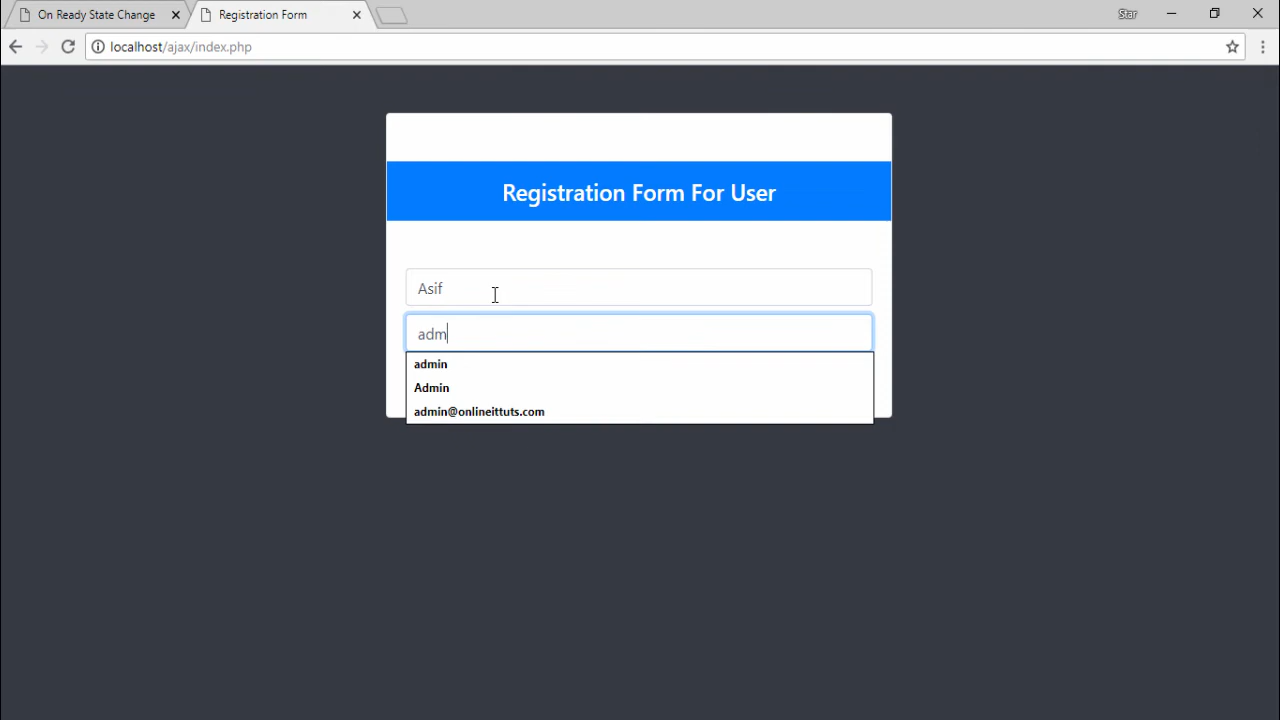 On Ready State Change
Registration Form
Star
localhost/ajax/index.php
Registration Form For User
Asif
adm
admin
Admin
admin@onlineittuts.com